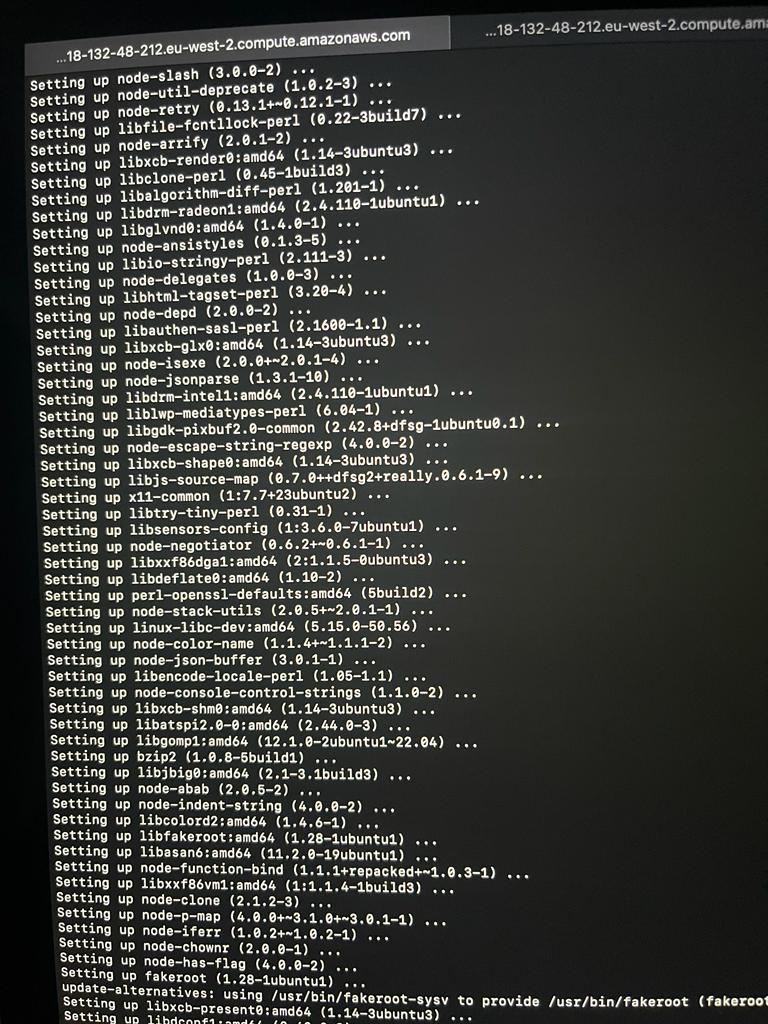 ...18-132-48-212.eu-west-2.compute.amazonaws.com
...18-132-48-212.eu-west-2.compute.ama
Setting up node-slash (3.0.0-2) ...
Setting up node-util-deprecate (1.0.2-3) ...
Setting up node-retry (0.13.1+~0.12.1-1) ...
Setting up libfile-fcntllock-perl (0.22-3build7) ...
Setting up node-arrify (2.0.1-2) ...
Setting up libxcb-render0:amd64 (1.14-3ubuntu3) ...
Setting up libclone-perl (0.45-1build3) ...
Setting up libalgorithm-diff-perl (1.201-1) ...
Setting up libdrm-radeon1:amd64 (2.4.110-1ubuntu1) ...
Setting up libglvnd0:amd64 (1.4.0-1) ...
Setting up node-ansistyles (0.1.3-5) ...
Setting up libio-stringy-perl (2.111-3) ...
Setting up node-delegates (1.0.0-3) ...
Setting up libhtml-tagset-perl (3.20-4) ...
Setting up node-depd (2.0.0-2) ...
Setting up libauthen-sasl-perl (2.1600-1.1) ...
Setting up libxcb-glx0:amd64 (1.14-3ubuntu3) ...
Setting up node-isexe (2.0.0+~2.0.1-4) ...
Setting up node-jsonparse (1.3.1-10) ...
Setting up libdrm-intel1:amd64 (2.4.110-1ubuntu1) ...
Setting up liblwp-mediatypes-perl (6.04-1) ...
Setting up libgdk-pixbuf2.0-common (2.42.8+dfsg-1ubuntu0.1) ...
Setting up node-escape-string-regexp (4.0.0-2) ...
Setting up libxcb-shape0:amd64 (1.14-3ubuntu3) ...
Setting up libjs-source-map (0.7.0++dfsg2+really.0.6.1-9) ...
Setting up x11-common (1:7.7+23ubuntu2) ...
Setting up libtry-tiny-perl (0.31-1) ...
Setting up libsensors-config (1:3.6.0-7ubuntu1) ...
Setting up node-negotiator (0.6.2+~0.6.1-1) ...
Setting up libxxf86dga1:amd64 (2:1.1.5-0ubuntu3) ...
Setting up libdeflate0:amd64 (1.10-2) ...
Setting up perl-openssl-defaults:amd64 (5build2) ...
Setting up node-stack-utils (2.0.5+~2.0.1-1) ...
Setting up linux-libc-dev:amd64 (5.15.0-50.56) ...
Setting up node-color-name (1.1.4+~1.1.1-2) ...
Setting up node-json-buffer (3.0.1-1) ...
Setting up libencode-locale-perl (1.05-1.1) ...
Setting up node-console-control-strings (1.1.0-2) ...
Setting up libxcb-shm0:amd64 (1.14-3ubuntu3) ...
Setting up libatspi2.0-0:amd64 (2.44.0-3) ...
Setting up libgomp1:amd64 (12.1.0-2ubuntu1~22.04) ...
Setting up bzip2 (1.0.8-5build1) ...
Setting up libjbig0:amd64 (2.1-3.1build3) ...
Setting up node-abab (2.0.5-2) ...
Setting up node-indent-string (4.0.0-2) ...
Setting up libcolord2:amd64 (1.4.6-1) ...
Setting up libfakeroot:amd64 (1.28-1ubuntu1) ...
Setting up libasan6:amd64 (11.2.0-19ubuntu1) ...
Setting up node-function-bind (1.1.1+repacked+~1.0.3-1) ...
Setting up libxxf86vm1:amd64 (1:1.1.4-1build3) ...
Setting up node-clone (2.1.2-3) ...
Setting up node-p-map (4.0.0+~3.1.0+~3.0.1-1) ...
Setting up node-iferr (1.0.2+~1.0.2-1) ...
Setting up node-chownr (2.0.0-1) ...
Setting up node-has-flag (4.0.0-2) ...
Setting up fakeroot (1.28-1ubuntu1) ...
update-alternatives: using /usr/bin/fakeroot-sysv to provide /usr/bin/fakeroot (fakeroot
Setting up libxcb-present0:amd64 (1.14-3ubuntu3) ...
Setting up